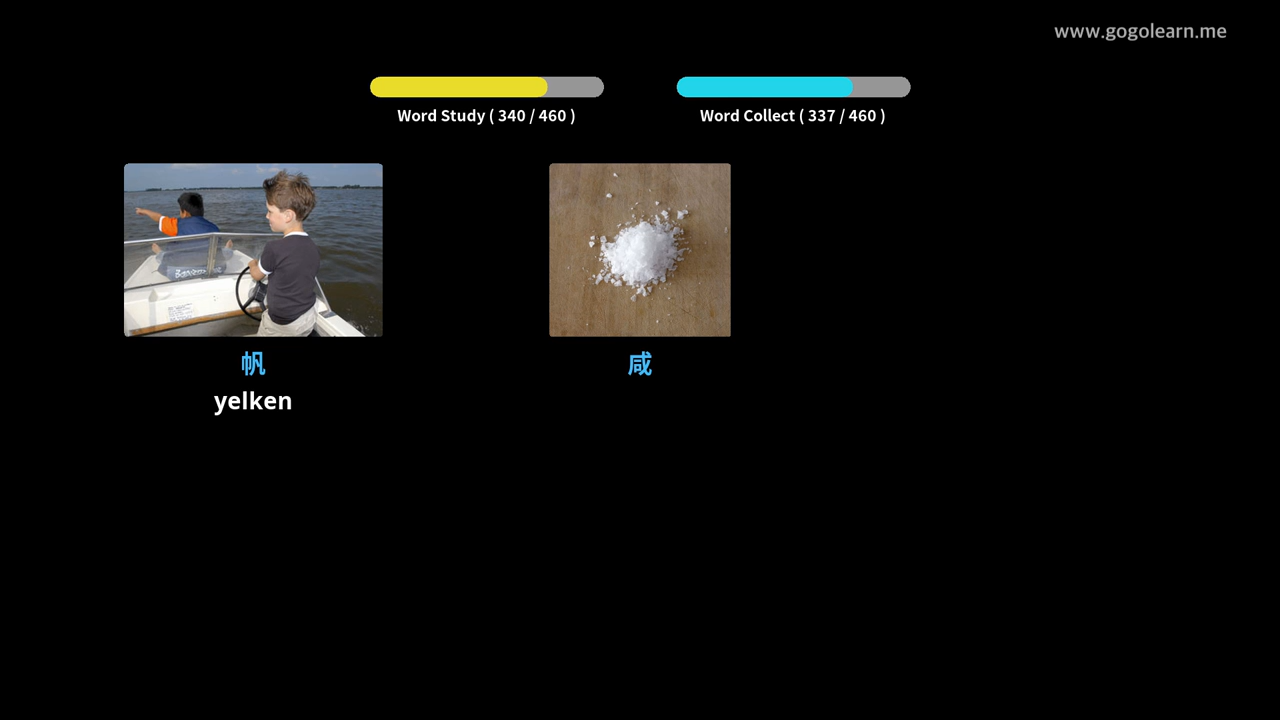 www.gogolearn.me
Word Study ( 340 / 460 )
Word Collect ( 337 / 460 )
帆
yelken
咸